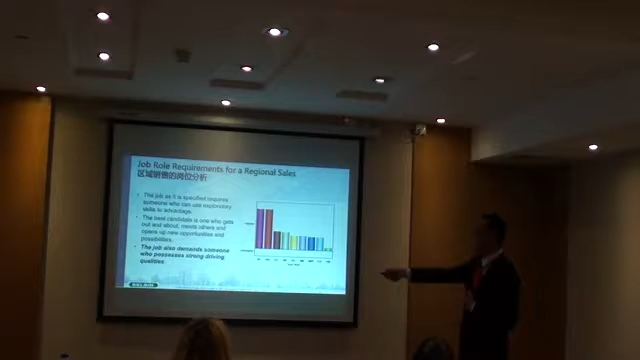 Job Role Requirements for a Regional Sales
区域销售的岗位分析
• The job as it is specified requires
someone who can use exploratory
skills to advantage.
• The best candidate is one who gets
out and about, meets others and
opens up new opportunities and
possibilities.
• The job also demands someone
who possesses strong driving
qualities.
BELBIN